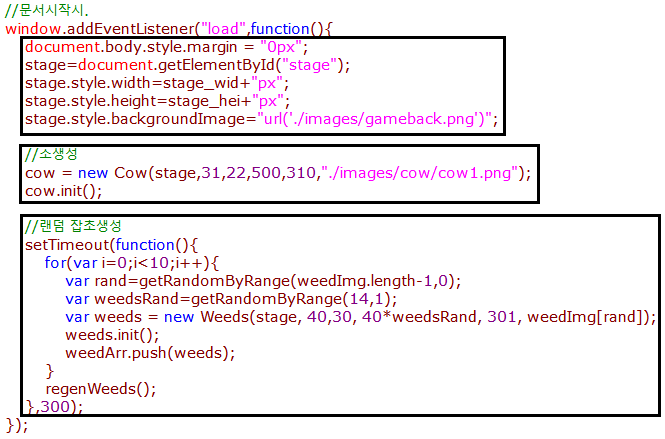 //문서시작시.
window.addEventListener("load",function(){
document.body.style.margin = "0px";
stage=document.getElementById("stage");
stage.style.width=stage_wid+"px";
stage.style.height=stage_hei+"px";
stage.style.backgroundImage="url('./images/gameback.png')";
//소생성
cow = new Cow(stage,31,22,500,310,"./images/cow/cow1.png");
cow.init();
//랜덤 잡초생성
setTimeout(function(){
for(var i=0;i<10;i++){
var rand=getRandomByRange(weedImg.length-1,0);
var weedsRand=getRandomByRange(14,1);
var weeds = new Weeds(stage, 40,30, 40*weedsRand, 301, weedImg[rand]);
weeds.init();
weedArr.push(weeds);
}
regenWeeds();
},300);
});